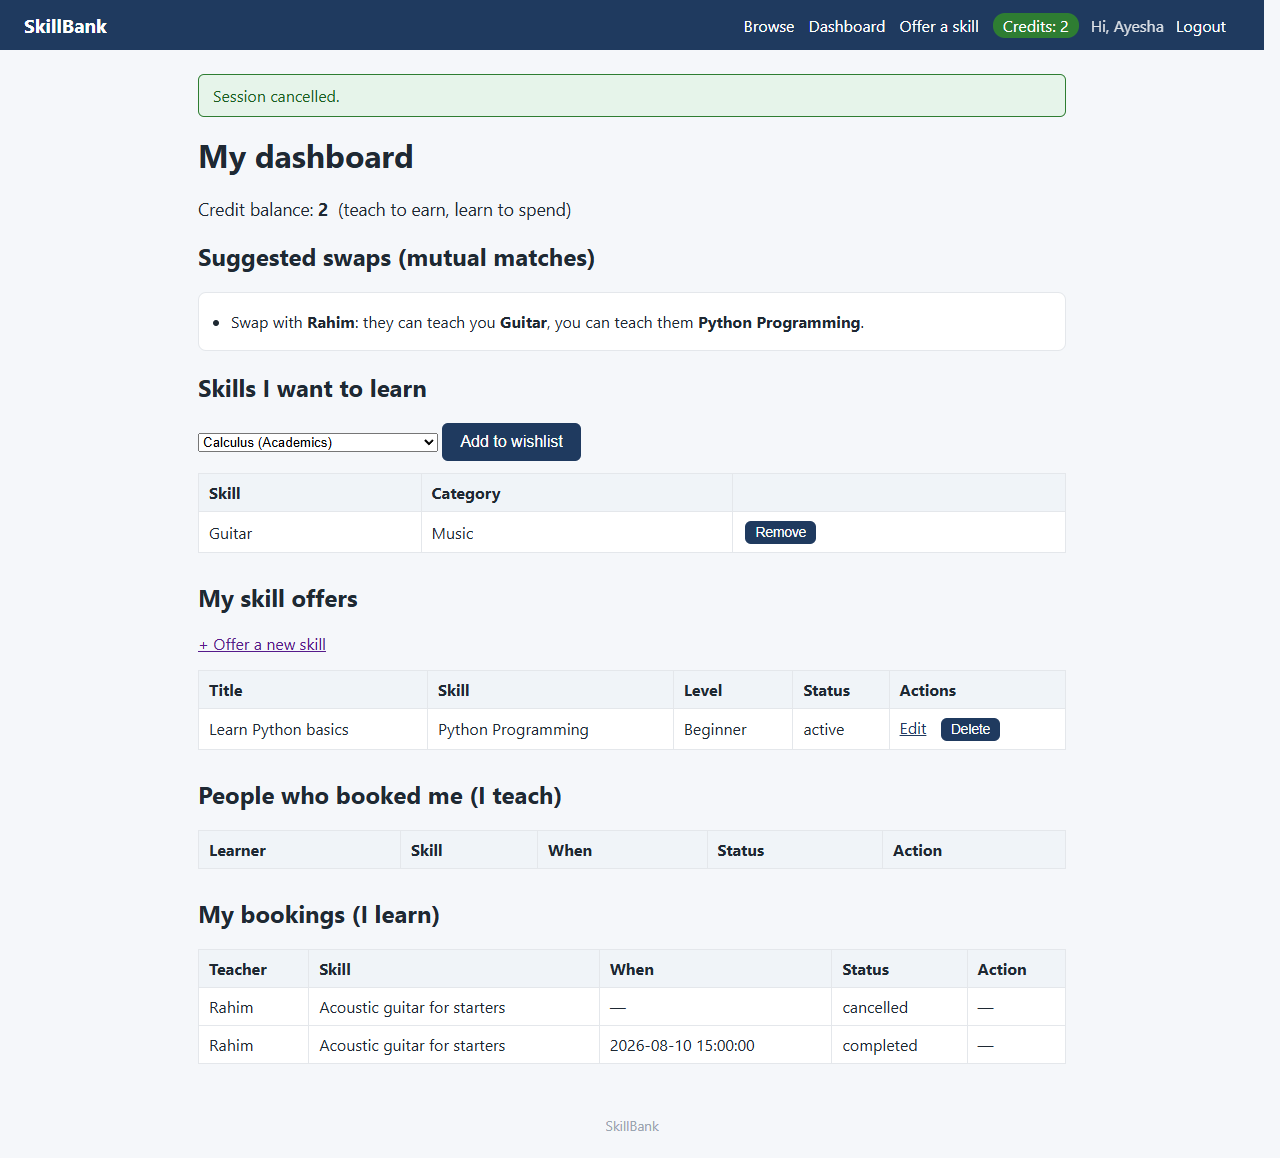 SkillBank Browse Dashboard Offer a skill Credits: 2 Hi, Ayesha Logout
Session cancelled.
My dashboard
Credit balance: 2 (teach to earn, learn to spend)
Suggested swaps (mutual matches)
• Swap with Rahim: they can teach you Guitar, you can teach them Python Programming.
Skills I want to learn
Calculus (Academics) Add to wishlist
Skill Category
Guitar Music Remove
My skill offers
+ Offer a new skill
Title Skill Level Status Actions
Learn Python basics Python Programming Beginner active Edit Delete
People who booked me (I teach)
Learner Skill When Status Action
My bookings (I learn)
Teacher Skill When Status Action
Rahim Acoustic guitar for starters — cancelled —
Rahim Acoustic guitar for starters 2026-08-10 15:00:00 completed —
SkillBank